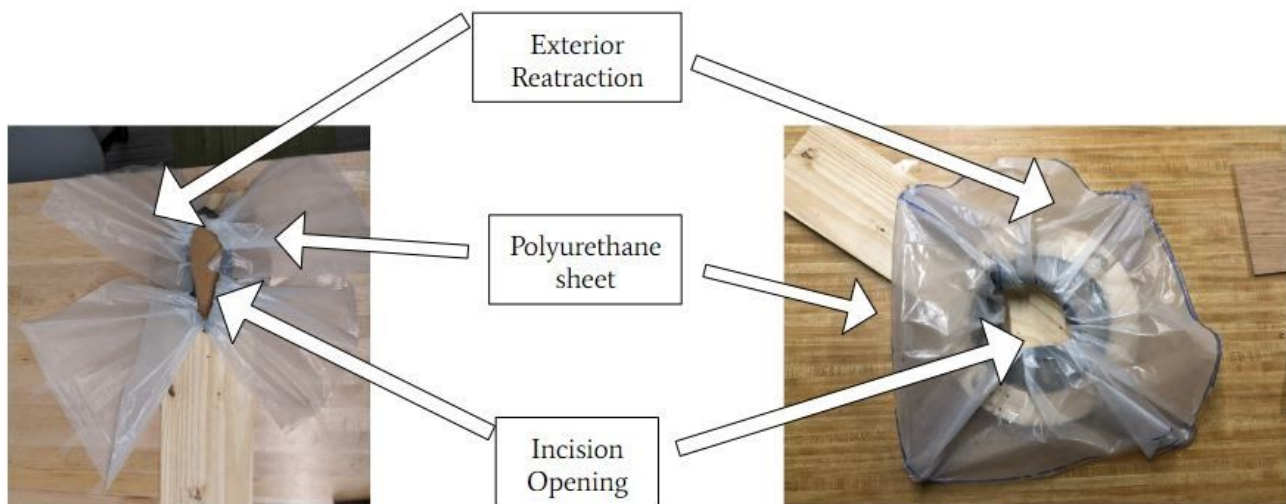 Exterior
Reatraction
Polyurethane
sheet
Incision
Opening